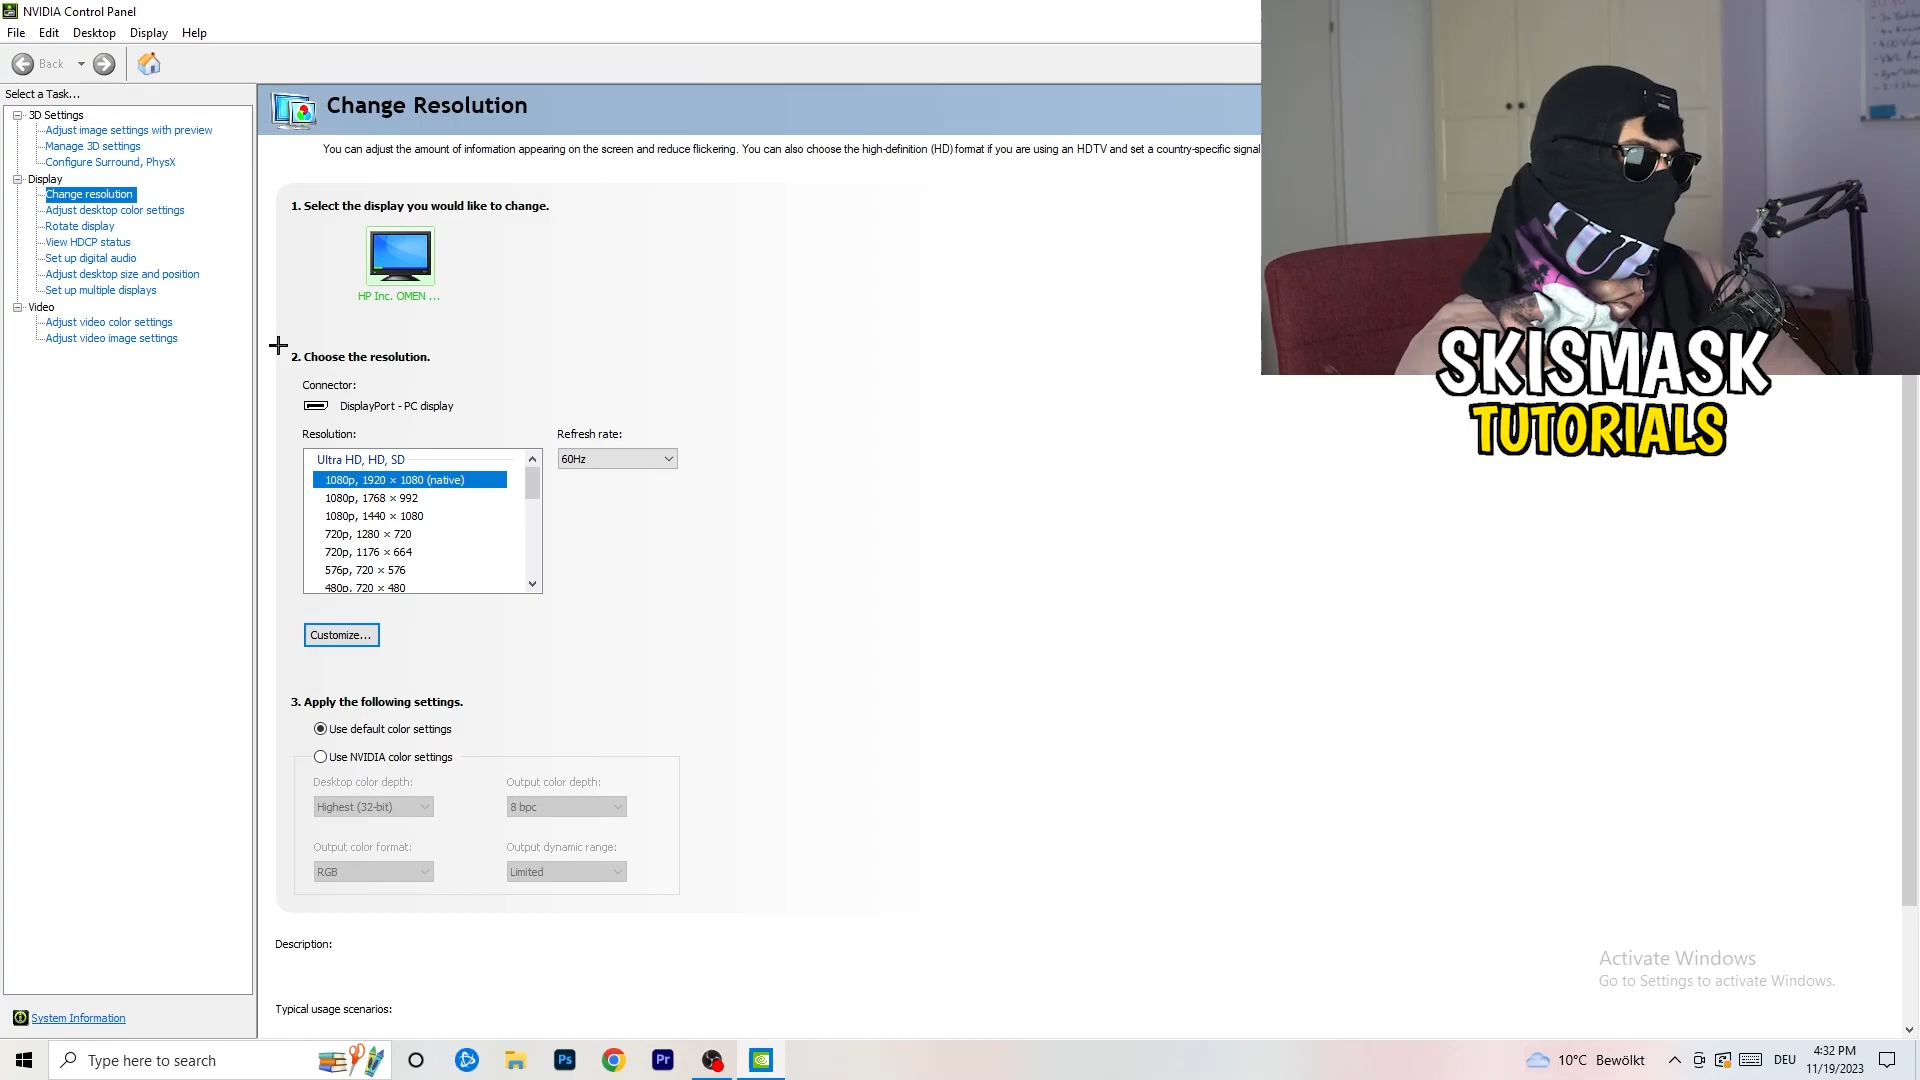 NVIDIA Control Panel
File Edit Desktop Display Help
Back
Select a Task...
3D Settings
Adjust image settings with preview
Manage 3D settings
Configure Surround, PhysX
Display
Change resolution
Adjust desktop color settings
Rotate display
View HDCP status
Set up digital audio
Adjust desktop size and position
Set up multiple displays
Video
Adjust video color settings
Adjust video image settings
System Information
Change Resolution
You can adjust the amount of information appearing on the screen and reduce flickering. You can also choose the high-definition (HD) format if you are using an HDTV and set a country-specific signal
1. Select the display you would like to change.
HP Inc. OMEN ...
2. Choose the resolution.
Connector:
DisplayPort - PC display
Resolution:
Refresh rate:
Ultra HD, HD, SD
60Hz
1080p, 1920 × 1080 (native)
1080p, 1768 × 992
1080p, 1440 × 1080
720p, 1280 × 720
720p, 1176 × 664
576p, 720 × 576
480p, 720 × 480
Customize...
3. Apply the following settings.
Use default color settings
Use NVIDIA color settings
Desktop color depth:
Output color depth:
Highest (32-bit)
8 bpc
Output color format:
Output dynamic range:
RGB
Limited
Description:
Typical usage scenarios:
SKISMASK
TUTORIALS
Activate Windows
Go to Settings to activate Windows.
Type here to search
Ps
Pr
10°C Bewölkt
DEU
4:32 PM
11/19/2023